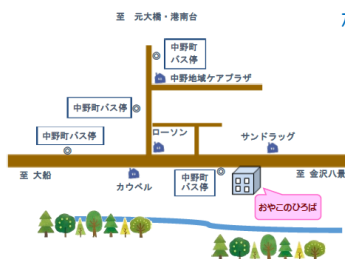 至 元大橋・港南台
中野町
バス停
中野地域ケアプラザ
中野町バス停
中野町バス停
ローソン
サンドラッグ
至 大船
カウベル
中野町
バス停
至 金沢八景
おやこのひろば